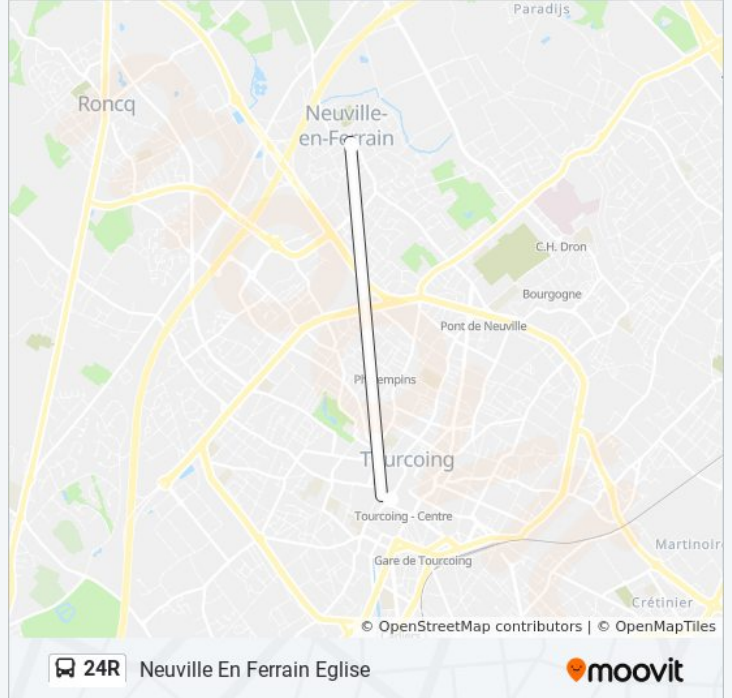 Paradijs
Roncq
Neuville-
en-Ferrain
C.H. Dron
Bourgogne
Pont de Neuville
Tourcoing
Tourcoing - Centre
Gare de Tourcoing
Martinoire
Crétinier
© OpenStreetMap contributors | © OpenMapTiles
24R Neuville En Ferrain Eglise
moovit